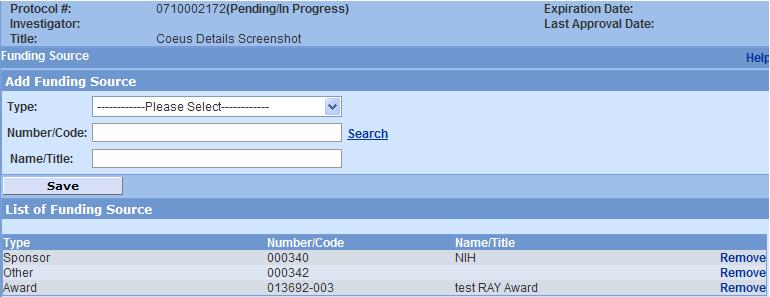 Protocol #: 0710002172(Pending/In Progress) Expiration Date:
Investigator: Last Approval Date:
Title: Coeus Details Screenshot
Funding Source Help
Add Funding Source
Type: ------------Please Select------------
Number/Code: Search
Name/Title:
Save
List of Funding Source
Type Number/Code Name/Title
Sponsor 000340 NIH Remove
Other 000342 Remove
Award 013692-003 test RAY Award Remove